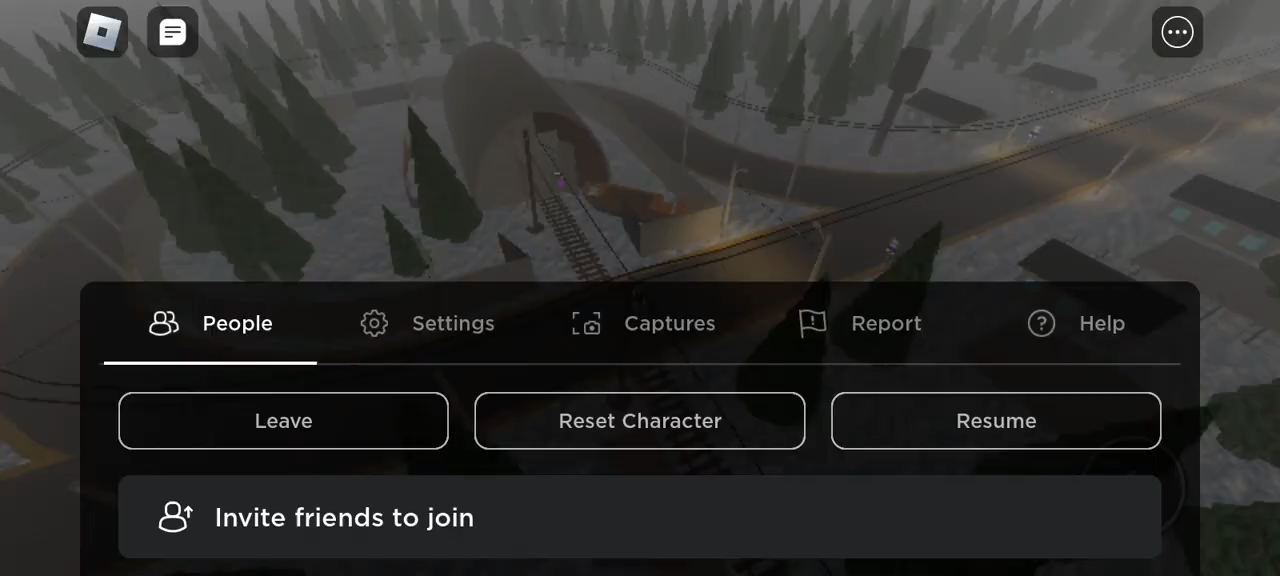 People
Settings
Captures
Report
Help
Leave
Reset Character
Resume
Invite friends to join